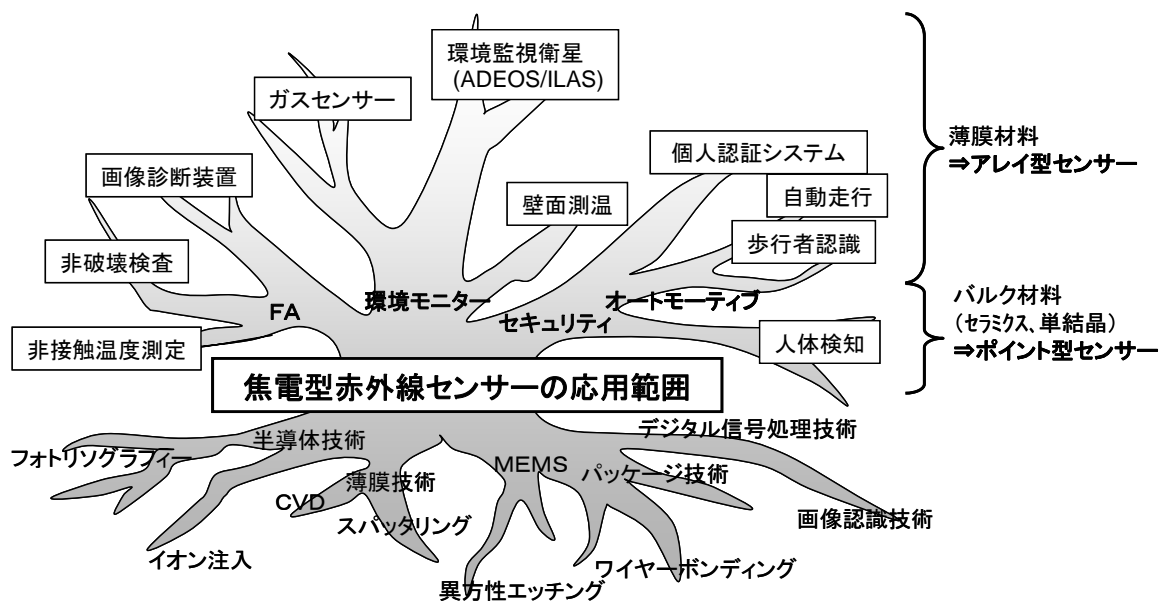 環境監視衛星
(ADEOS/ILAS)
ガスセンサー
画像診断装置
非破壊検査
非接触温度測定
壁面測温
個人認証システム
自動走行
歩行者認識
人体検知
FA
環境モニター
セキュリティ
オートモーティブ
薄膜材料
⇒アレイ型センサー
バルク材料
（セラミクス、単結晶）
⇒ポイント型センサー
焦電型赤外線センサーの応用範囲
フォトリソグラフィー
半導体技術
イオン注入
CVD
薄膜技術
スパッタリング
MEMS
異方性エッチング
パッケージ技術
ワイヤーボンディング
デジタル信号処理技術
画像認識技術